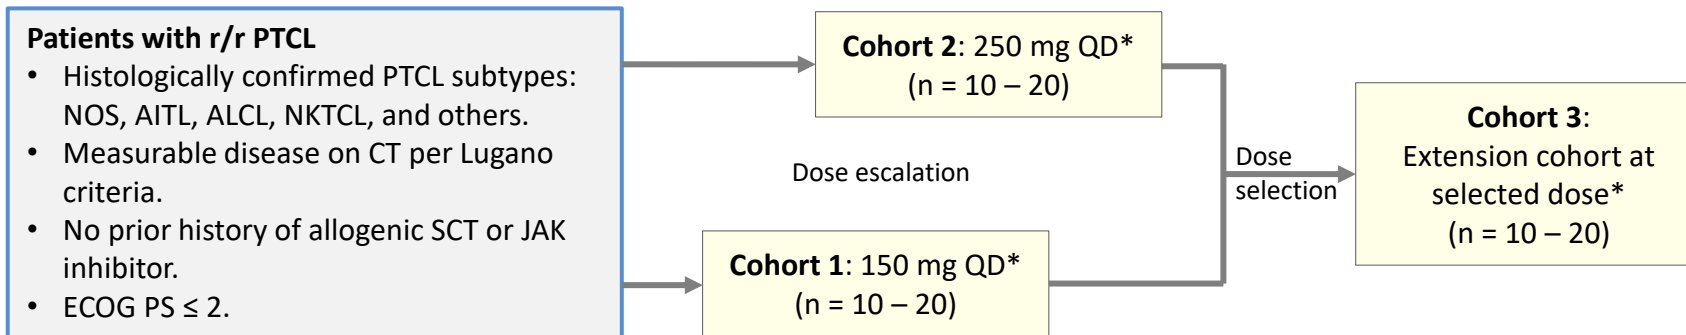 Patients with r/r PTCL
• Histologically confirmed PTCL subtypes:
NOS, AITL, ALCL, NKTCL, and others.
• Measurable disease on CT per Lugano
criteria.
• No prior history of allogenic SCT or JAK
inhibitor.
• ECOG PS ≤ 2.
Cohort 2: 250 mg QD*
(n = 10 – 20)
Dose escalation
Cohort 1: 150 mg QD*
(n = 10 – 20)
Dose
selection
Cohort 3:
Extension cohort at
selected dose*
(n = 10 – 20)